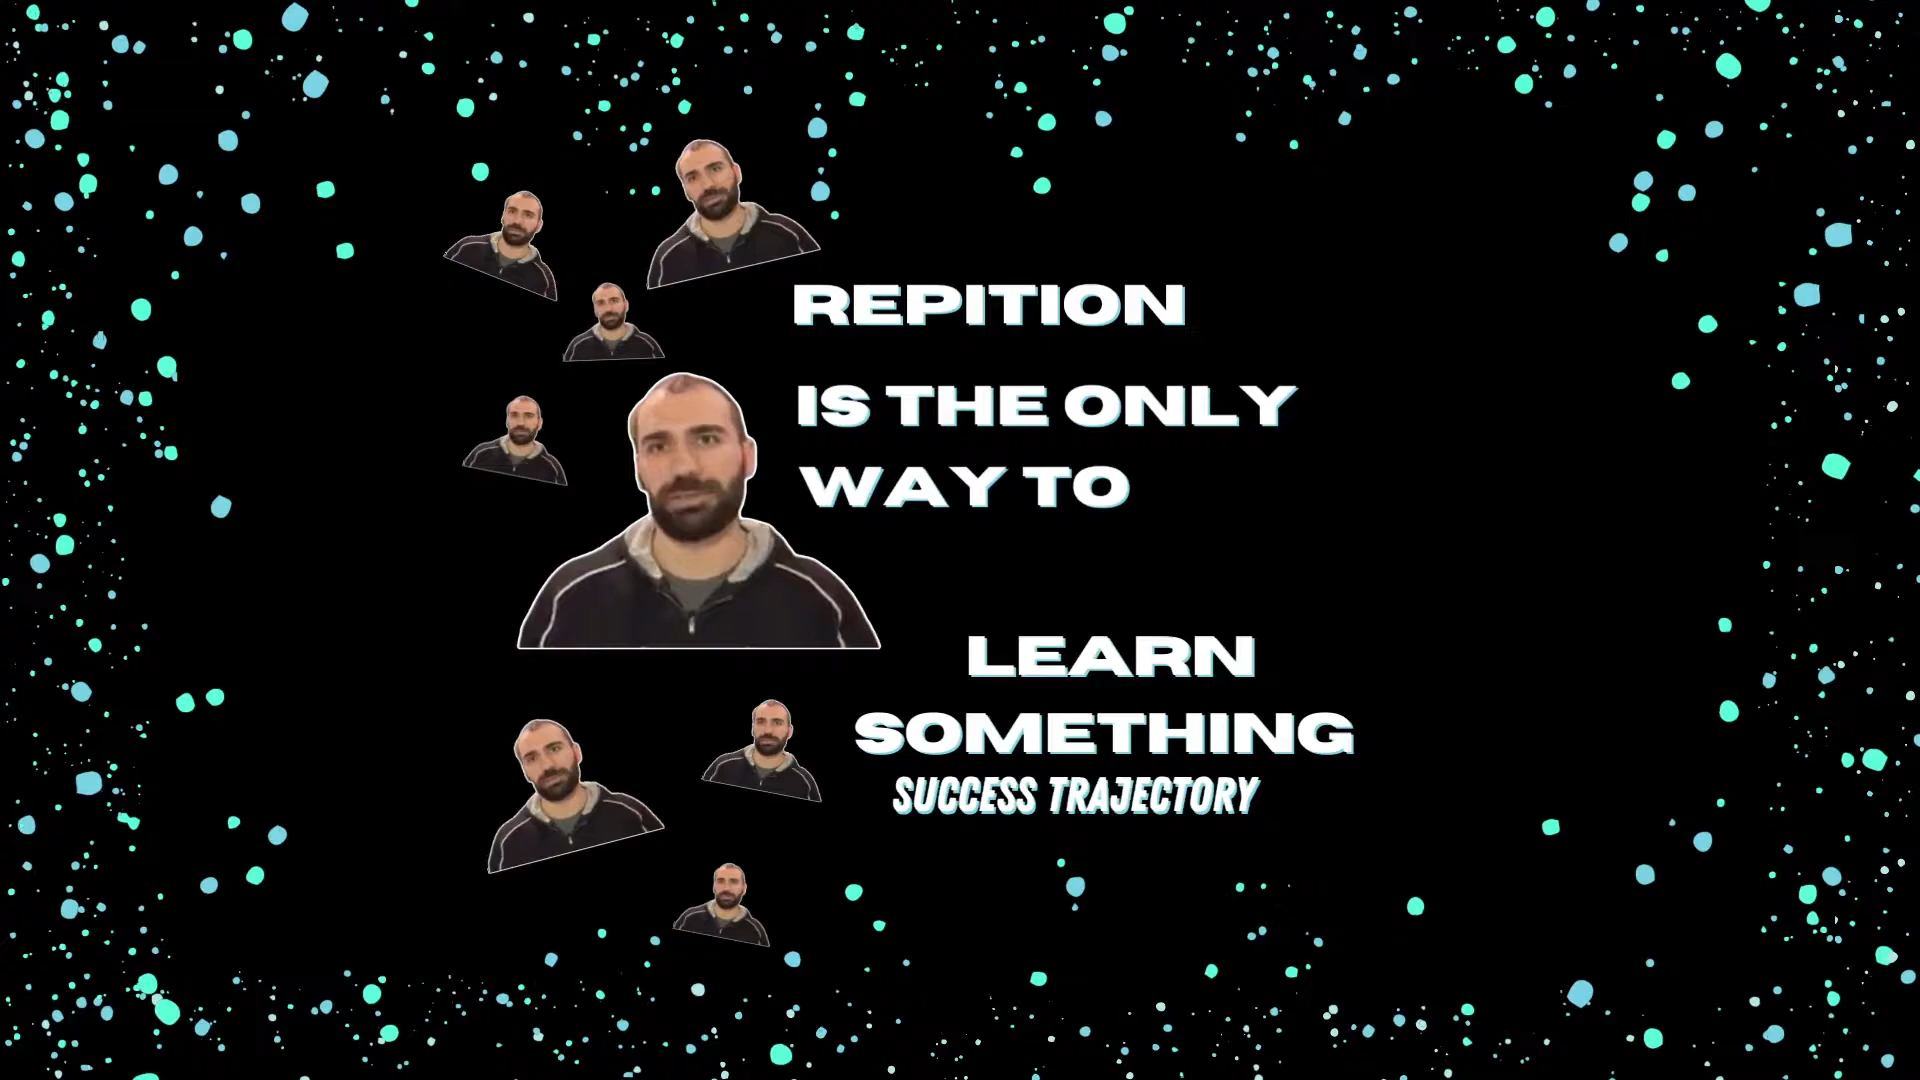 REPITION
IS THE ONLY
WAY TO
LEARN
SOMETHING
SUCCESS TRAJECTORY